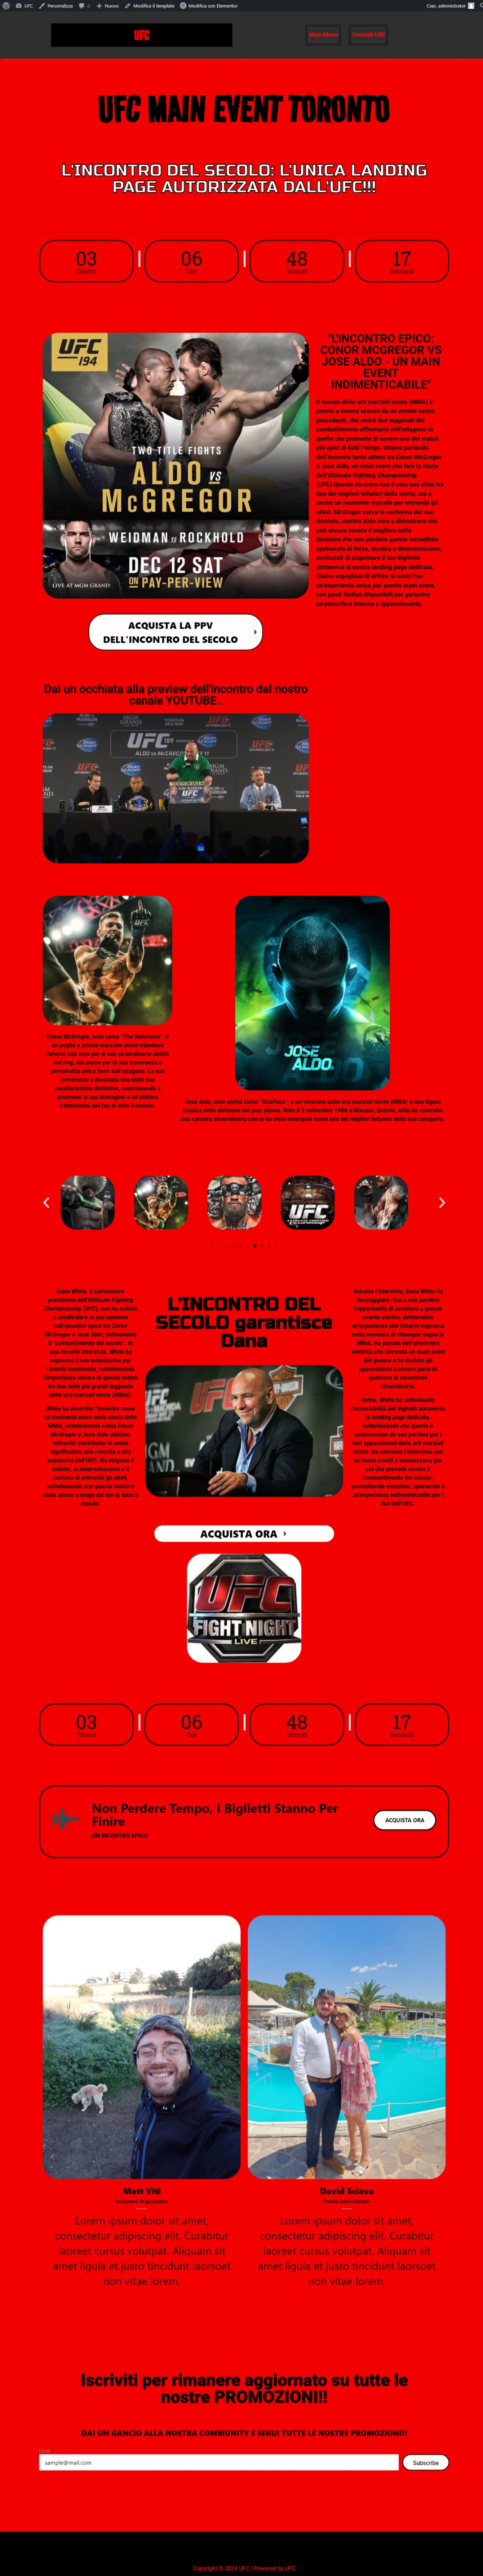 UFC Personalizza 0 Nuovo Modifica il template Modifica con Elementor Ciao, administrator
UFC
Main Menu Contatti USE
UFC MAIN EVENT TORONTO
L'INCONTRO DEL SECOLO: L'UNICA LANDING
PAGE AUTORIZZATA DALL'UFC!!!
03 06 48 17
Giorni Ore Minuti Secondi
UFC
194
TWO TITLE FIGHTS
ALDO VS
McGREGOR
WEIDMAN VS ROCKHOLD
DEC 12 SAT
LIVE AT MGM GRAND ON PAY-PER-VIEW
"L'INCONTRO EPICO:
CONOR MCGREGOR VS
JOSE ALDO - UN MAIN
EVENT
INDIMENTICABILE"
Il mondo delle arti marziali miste (MMA) è
pronto a essere scosso da un evento senza
precedenti, che vedrà due leggende del
combattimento affrontarsi nell'ottagono in
quello che promette di essere uno dei match
più epici di tutti i tempi. Stiamo parlando
dell'incontro tanto atteso tra Conor McGregor
e Jose Aldo, un main event che farà la storia
dell'Ultimate Fighting Championship
(UFC).Questo incontro non è solo una sfida tra
due dei migliori lottatori della storia, ma è
anche un momento cruciale per entrambi gli
atleti. McGregor cerca la conferma del suo
dominio, mentre Aldo mira a dimostrare che
può ancora essere il migliore nella
divisione.Per non perdere questo incredibile
spettacolo di forza, tecnica e determinazione,
assicurati di acquistare il tuo biglietto
attraverso la nostra landing page dedicata.
Siamo orgogliosi di offrire ai nostri fan
un'esperienza unica per questo main event,
con posti limitati disponibili per garantire
un'atmosfera intensa e appassionante.
ACQUISTA LA PPV
DELL'INCONTRO DEL SECOLO
Dai un occhiata alla preview dell'incontro dal nostro
canale YOUTUBE..
UFC 189
ALDO vs McGREGOR JULY 11
MGM GRAND
UFC
Conor McGregor, noto come "The Notorious", è
un pugile e artista marziale misto irlandese
famoso non solo per le sue straordinarie abilità
sul ring, ma anche per la sua irriverenza e
personalità unica fuori dall'ottagono. La sua
irriverenza è diventata una delle sue
caratteristiche distintive, contribuendo a
plasmare la sua immagine e ad attirare
l'attenzione dei fan di tutto il mondo.
JOSE
ALDO
Jose Aldo, noto anche come "Scarface", è un veterano delle arti marziali miste (MMA) e una figura
iconica nella divisione dei pesi piuma. Nato il 9 settembre 1986 a Manaus, Brasile, Aldo ha costruito
una carriera straordinaria che lo ha visto emergere come uno dei migliori lottatori della sua categoria.
UFC
Dana White, il carismatico
presidente dell'Ultimate Fighting
Championship (UFC), non ha esitato
a condividere la sua opinione
sull'incontro epico tra Conor
McGregor e Jose Aldo, definendolo
il "combattimento del secolo". In
una recente intervista, White ha
espresso il suo entusiasmo per
l'evento imminente, sottolineando
l'importanza storica di questo match
tra due delle più grandi leggende
delle arti marziali miste (MMA).
White ha descritto l'incontro come
un momento unico nella storia delle
MMA, sottolineando come Conor
McGregor e Jose Aldo abbiano
entrambi contribuito in modo
significativo alla crescita e alla
popolarità dell'UFC. Ha elogiato il
talento, la determinazione e il
carisma di entrambi gli atleti,
sottolineando che questo match è
stato atteso a lungo dai fan di tutto il
mondo.
L'INCONTRO DEL
SECOLO garantisce
Dana
UFC
Durante l'intervista, Dana White ha
incoraggiato i fan a non perdere
l'opportunità di assistere a questo
evento storico, definendolo
un'esperienza che rimarrà impressa
nella memoria di chiunque segua le
MMA. Ha parlato dell'atmosfera
elettrica che circonda un main event
del genere e ha invitato gli
appassionati a essere parte di
qualcosa di veramente
straordinario.
Infine, White ha sottolineato
l'accessibilità dei biglietti attraverso
la landing page dedicata,
sottolineando che questa è
un'occasione da non perdere per i
veri appassionati delle arti marziali
miste. Ha concluso l'intervista con
un invito a tutti a sintonizzarsi per
ciò che prevede essere il
"combattimento del secolo",
promettendo emozioni, spettacolo e
un'esperienza indimenticabile per i
fan dell'UFC.
ACQUISTA ORA
UFC
FIGHT NIGHT
LIVE
03 06 48 17
Giorni Ore Minuti Secondi
Non Perdere Tempo, I Biglietti Stanno Per
Finire
UN INCONTRO EPICO
ACQUISTA ORA
Matt Viti
Fondatore Organisation
Lorem ipsum dolor sit amet,
consectetur adipiscing elit. Curabitur
laoreet cursus volutpat. Aliquam sit
amet ligula et justo tincidunt laorsoet
non vitae lorem.
David Sciava
Tickets Administrator
Lorem ipsum dolor sit amet,
consectetur adipiscing elit. Curabitur
laoreet cursus volutpat. Aliquam sit
amet ligula et justo tincidunt laorsoet
non vitae lorem.
Iscriviti per rimanere aggiornato su tutte le
nostre PROMOZIONI!!
DAI UN GANCIO ALLA NOSTRA COMMUNITY E SEGUI TUTTE LE NOSTRE PROMOZIONI!!
Email
sample@mail.com
Subscribe
Copyright © 2024 UFC | Powered by UFC